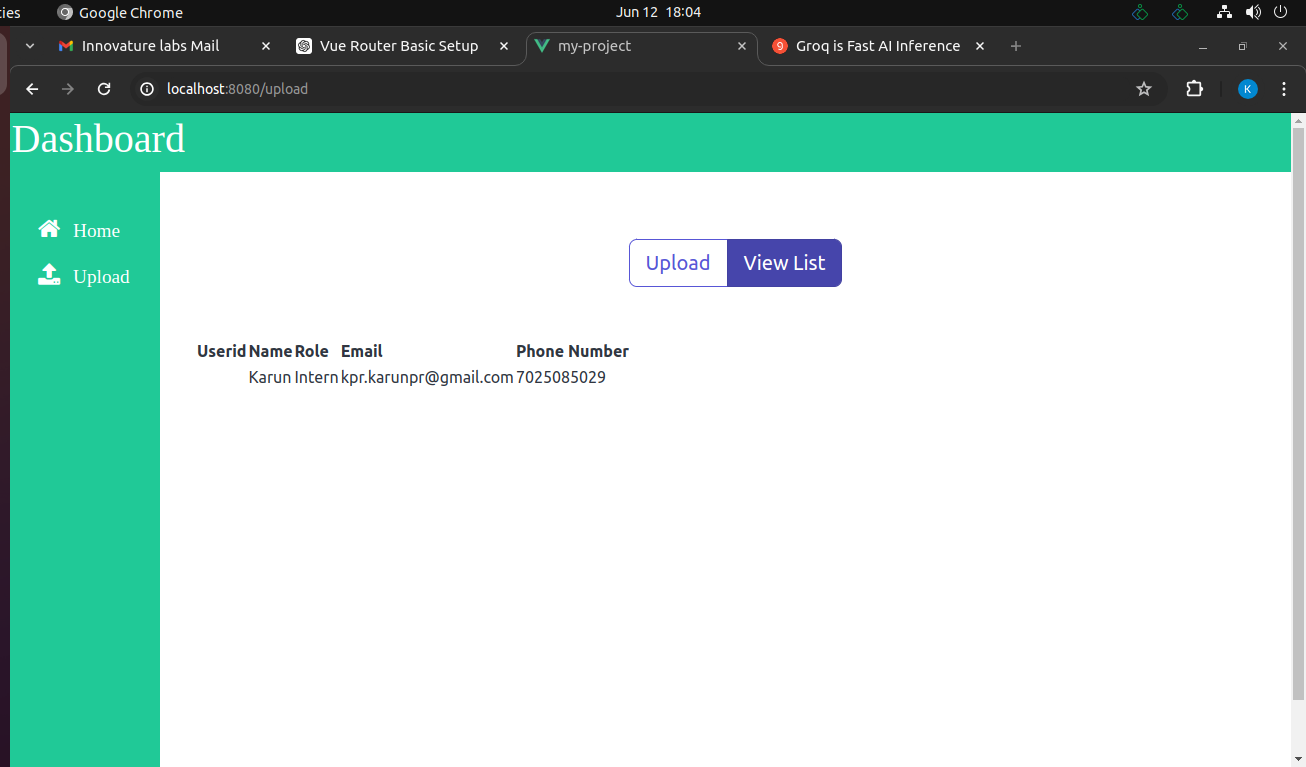 ties Google Chrome Jun 12 18:04
Innovature labs Mail Vue Router Basic Setup my-project 9 Groq is Fast AI Inference
localhost:8080/upload K
Dashboard
Home
Upload
Upload View List
Userid Name Role Email Phone Number
Karun Intern kpr.karunpr@gmail.com 7025085029